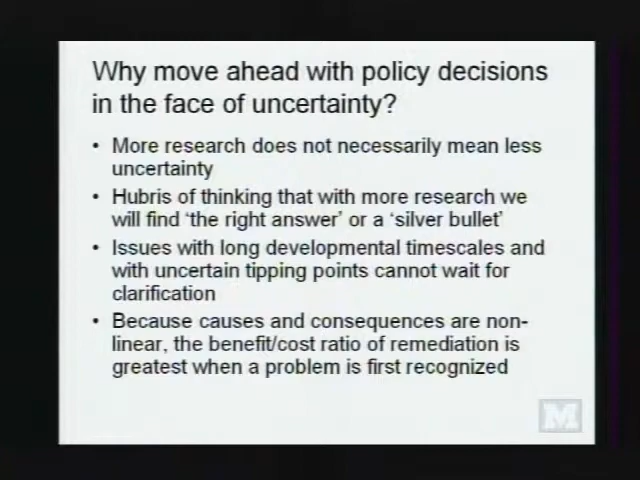 Why move ahead with policy decisions
in the face of uncertainty?
• More research does not necessarily mean less
uncertainty
• Hubris of thinking that with more research we
will find 'the right answer' or a 'silver bullet'
• Issues with long developmental timescales and
with uncertain tipping points cannot wait for
clarification
• Because causes and consequences are non-
linear, the benefit/cost ratio of remediation is
greatest when a problem is first recognized
M